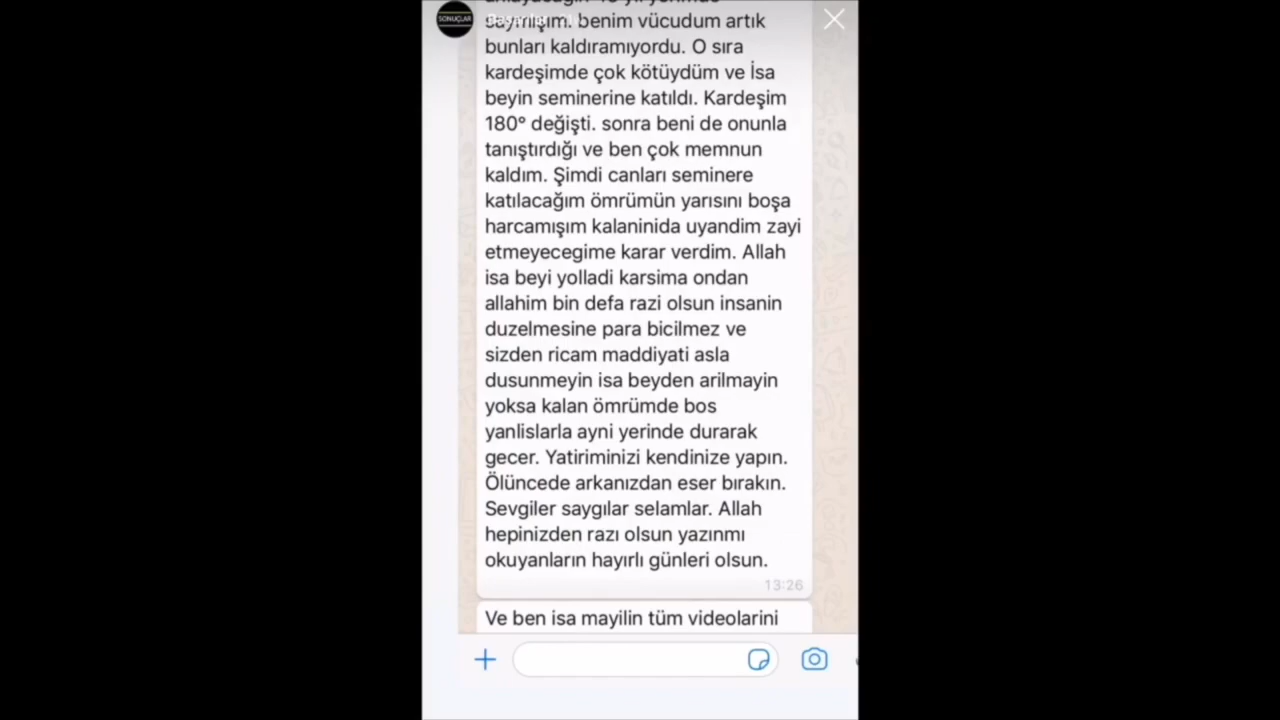 SONUÇLAR
saymışım. benim vücudum artık
bunları kaldıramıyordu. O sıra
kardeşimde çok kötüydüm ve İsa
beyin seminerine katıldı. Kardeşim
180° değişti. sonra beni de onunla
tanıştırdığı ve ben çok memnun
kaldım. Şimdi canları seminere
katılacağım ömrümün yarısını boşa
harcamışım kalaninida uyandim zayi
etmeyecegime karar verdim. Allah
isa beyi yolladi karsima ondan
allahim bin defa razi olsun insanin
duzelmesine para bicilmez ve
sizden ricam maddiyati asla
dusunmeyin isa beyden arilmayin
yoksa kalan ömrümde bos
yanlislarla ayni yerinde durarak
gecer. Yatiriminizi kendinize yapın.
Ölüncede arkanızdan eser bırakın.
Sevgiler saygılar selamlar. Allah
hepinizden razı olsun yazınmı
okuyanların hayırlı günleri olsun.
13:26
Ve ben isa mayilin tüm videolarini